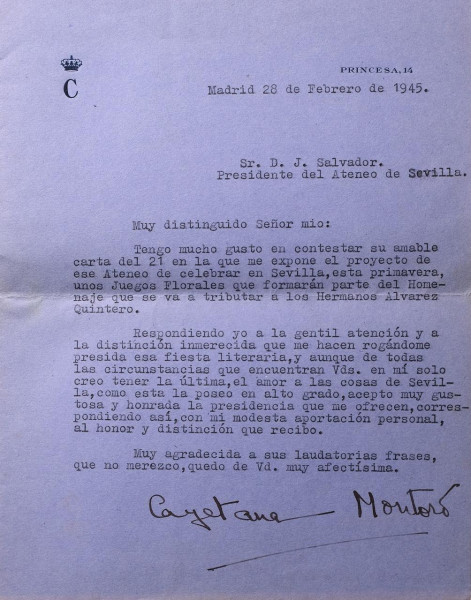 C
PRINCESA, 14
Madrid 28 de Febrero de 1945.
Sr. D. J. Salvador.
Presidente del Ateneo de Sevilla.
Muy distinguido Señor mio:
Tengo mucho gusto en contestar su amable
carta del 21 en la que me expone el proyecto de
ese Ateneo de celebrar en Sevilla,esta primavera,
unos Juegos Florales que formarán parte del Home-
naje que se va a tributar a los Hermanos Alvarez
Quintero.
Respondiendo yo a la gentil atención y a
la distinción inmerecida que me hacen rogándome
presida esa fiesta literaria,y aunque de todas
las circunstancias que encuentran Vds. en mí solo
creo tener la última,el amor a las cosas de Sevil-
la,como esta la poseo en alto grado,acepto muy gus-
tosa y honrada la presidencia que me ofrecen,corres-
pondiendo así,con mi modesta aportación personal,
al honor y distinción que recibo.
Muy agradecida a sus laudatorias frases,
que no merezco,quedo de Vd. muy afectísima.
Cayetana Montoró